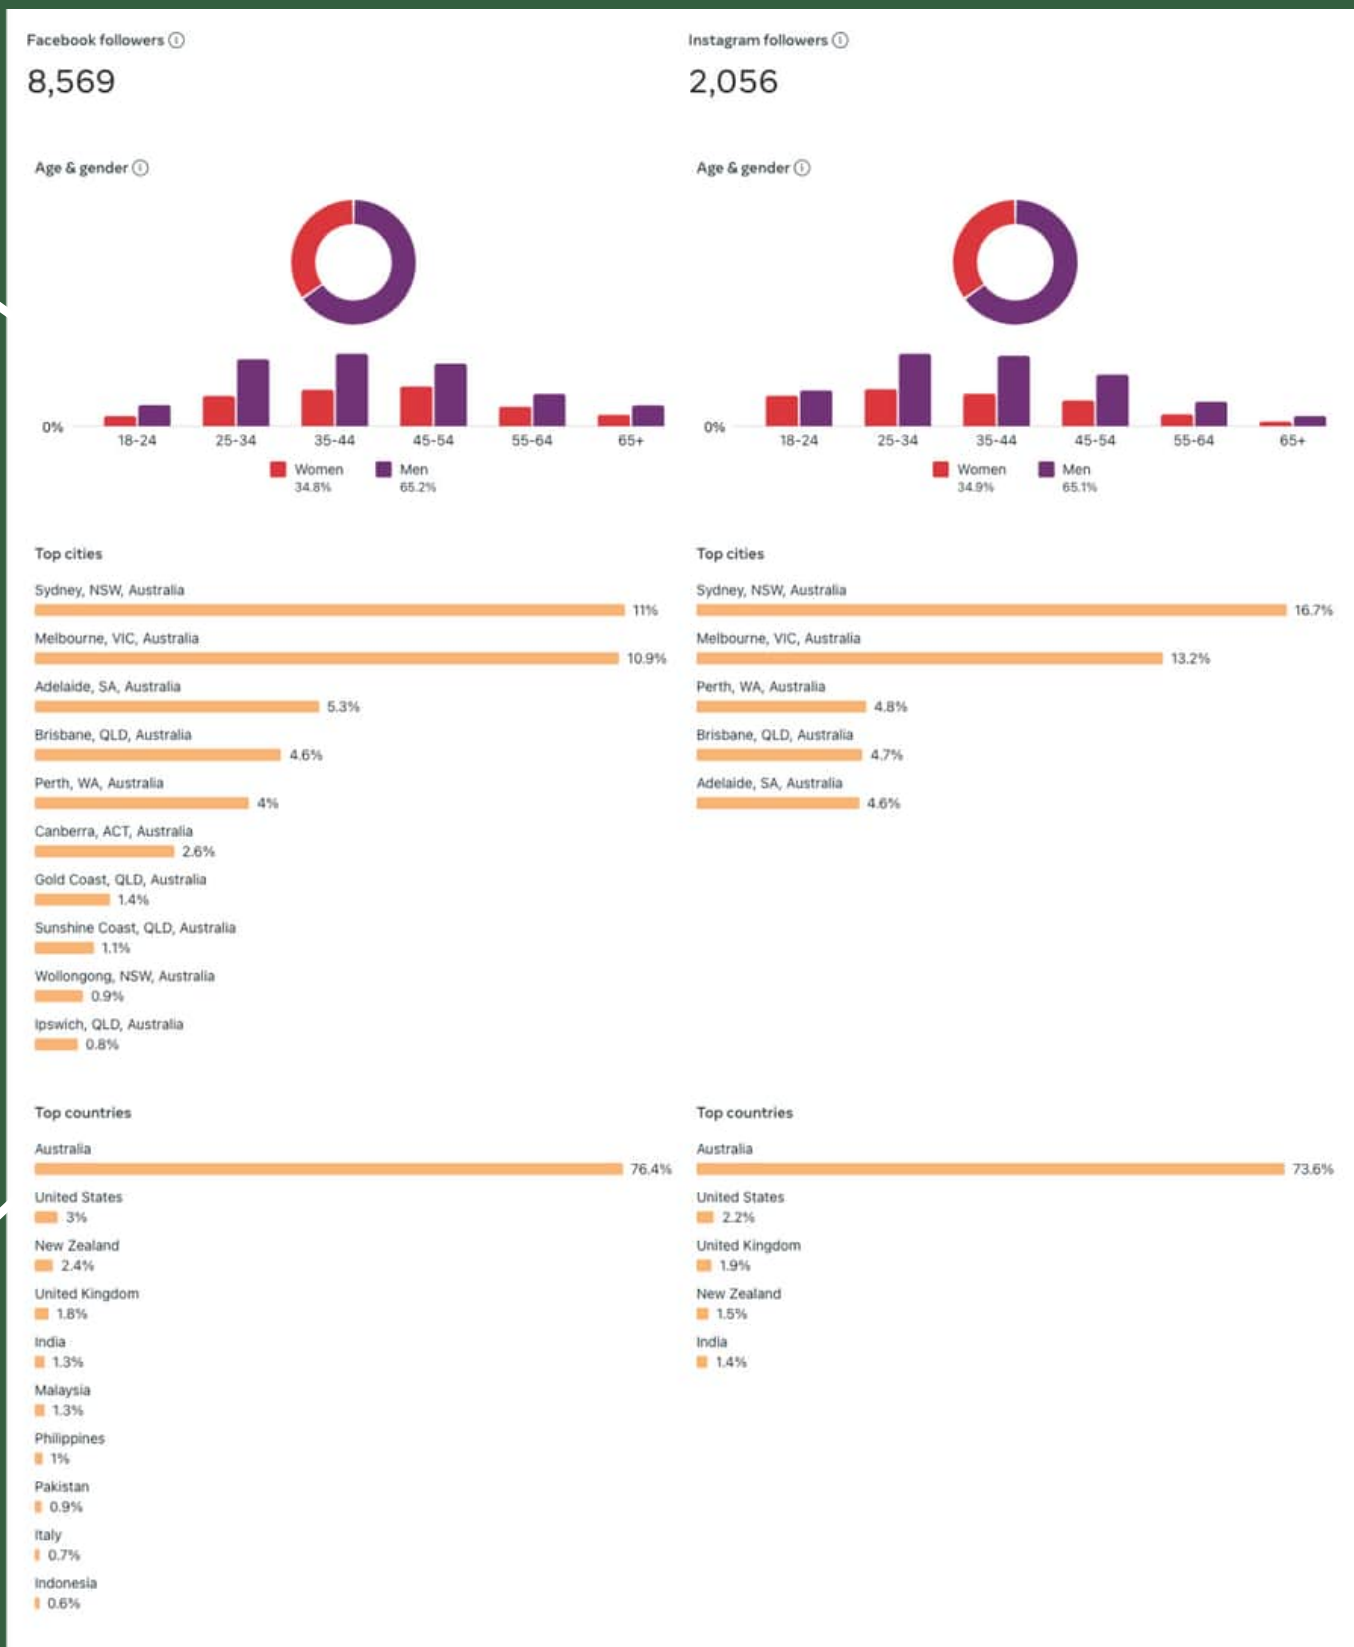 Facebook followers
8,569
Age & gender
0%
18-24 25-34 35-44 45-54 55-64 65+
Women Men
34.8% 65.2%
Top cities
Sydney, NSW, Australia
11%
Melbourne, VIC, Australia
10.9%
Adelaide, SA, Australia
5.3%
Brisbane, QLD, Australia
4.6%
Perth, WA, Australia
4%
Canberra, ACT, Australia
2.6%
Gold Coast, QLD, Australia
1.4%
Sunshine Coast, QLD, Australia
1.1%
Wollongong, NSW, Australia
0.9%
Ipswich, QLD, Australia
0.8%
Top countries
Australia
76.4%
United States
3%
New Zealand
2.4%
United Kingdom
1.8%
India
1.3%
Malaysia
1.3%
Philippines
1%
Pakistan
0.9%
Italy
0.7%
Indonesia
0.6%
Instagram followers
2,056
Age & gender
0%
18-24 25-34 35-44 45-54 55-64 65+
Women Men
34.9% 65.1%
Top cities
Sydney, NSW, Australia
16.7%
Melbourne, VIC, Australia
13.2%
Perth, WA, Australia
4.8%
Brisbane, QLD, Australia
4.7%
Adelaide, SA, Australia
4.6%
Top countries
Australia
73.6%
United States
2.2%
United Kingdom
1.9%
New Zealand
1.5%
India
1.4%